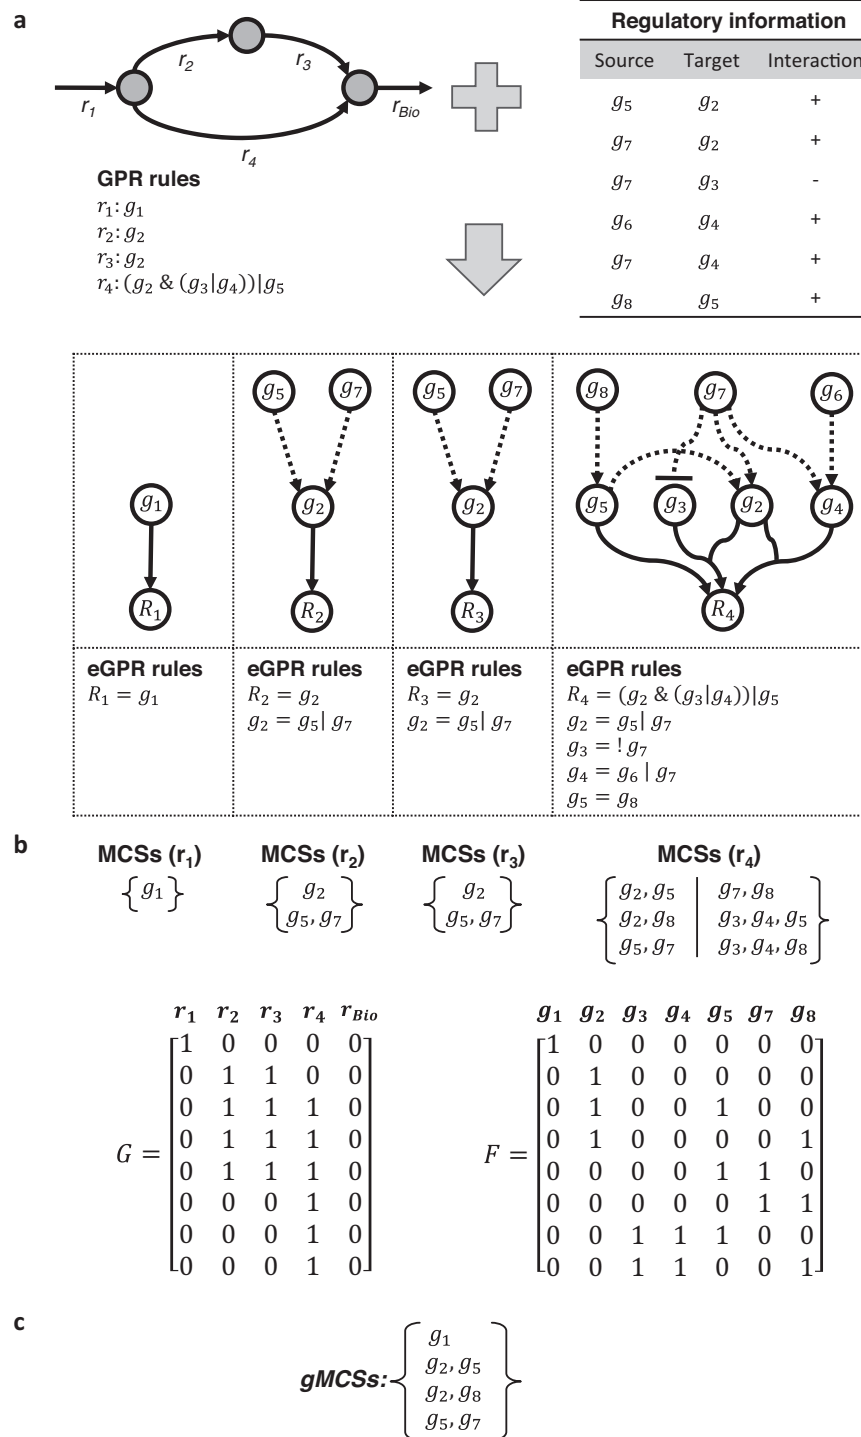 a
r1 r2 r3 r4 rBio
GPR rules
r1: g1
r2: g2
r3: g2
r4: (g2 & (g3|g4))|g5
Regulatory information
Source Target Interaction
g5 g2 +
g7 g2 +
g7 g3 -
g6 g4 +
g7 g4 +
g8 g5 +
g5 g7 g5 g7 g8 g7 g6
g1 g2 g2 g5 g3 g2 g4
R1 R2 R3 R4
eGPR rules
R1 = g1
eGPR rules
R2 = g2
g2 = g5| g7
eGPR rules
R3 = g2
g2 = g5| g7
eGPR rules
R4 = (g2 & (g3|g4))|g5
g2 = g5| g7
g3 = ! g7
g4 = g6 | g7
g5 = g8
b
MCSs (r1)
{g1}
MCSs (r2)
g2
g5, g7
MCSs (r3)
g2
g5, g7
MCSs (r4)
g2, g5 | g7, g8
g2, g8 | g3, g4, g5
g5, g7 | g3, g4, g8
r1 r2 r3 r4 rBio
G =
1 0 0 0 0
0 1 1 0 0
0 1 1 1 0
0 1 1 1 0
0 1 1 1 0
0 0 0 1 0
0 0 0 1 0
0 0 0 1 0
g1 g2 g3 g4 g5 g7 g8
F =
1 0 0 0 0 0 0
0 1 0 0 0 0 0
0 1 0 0 1 0 0
0 1 0 0 0 0 1
0 0 0 0 1 1 0
0 0 0 0 0 1 1
0 0 1 1 1 0 0
0 0 1 1 0 0 1
c
gMCSs:
g1
g2, g5
g2, g8
g5, g7